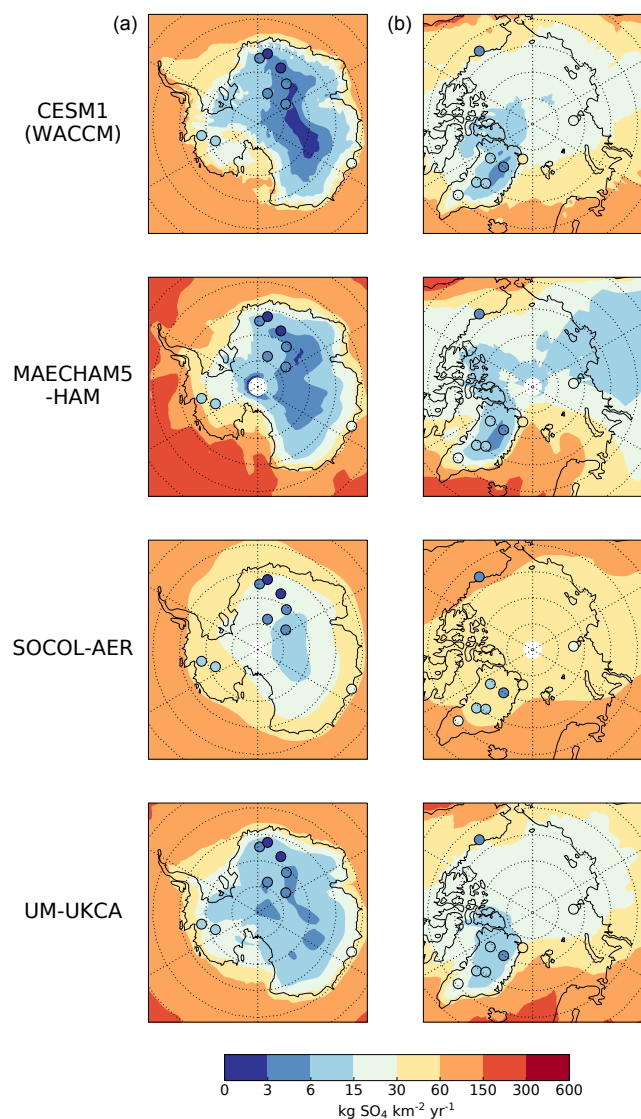 (a) (b)
CESM1
(WACCM)
MAECHAM5
-HAM
SOCOL-AER
UM-UKCA
0 3 6 15 30 60 150 300 600
kg SO₄ km⁻² yr⁻¹